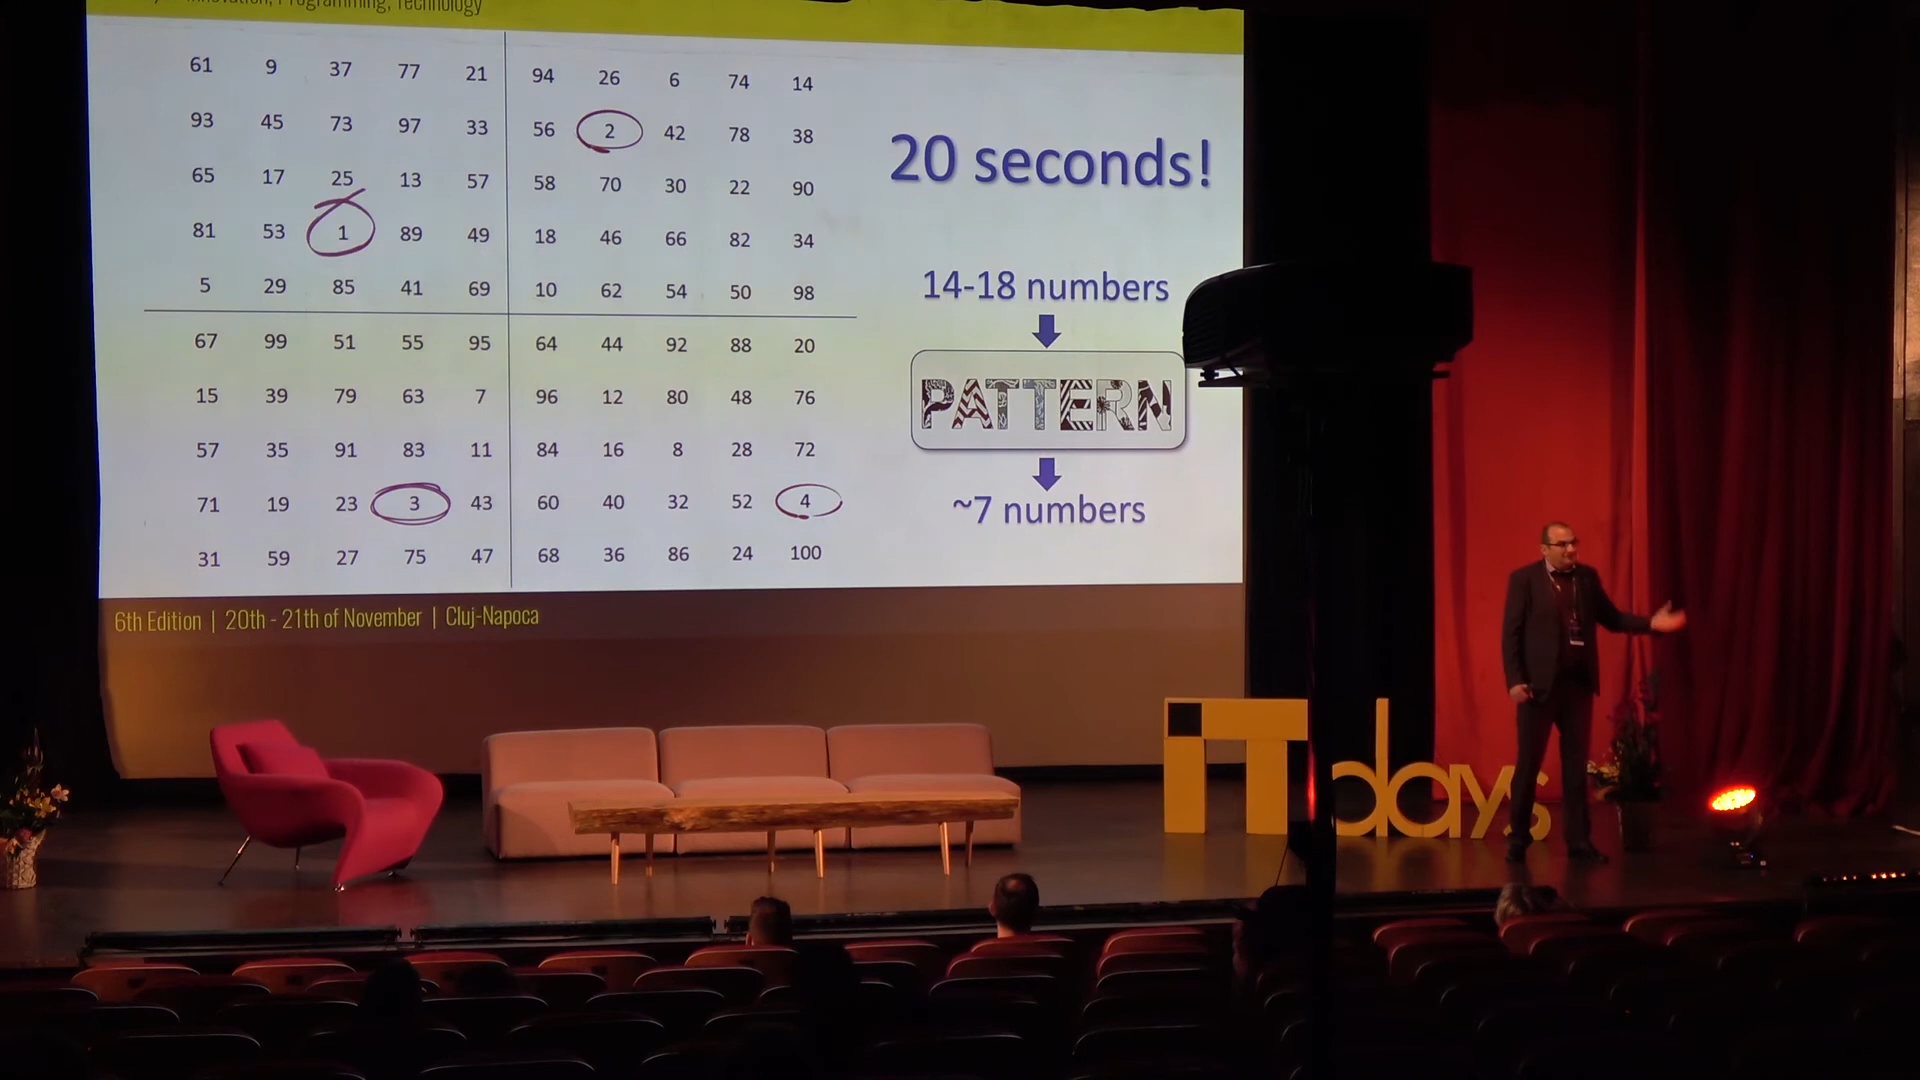 Innovation, Programming, Technology
61 9 37 77 21 94 26 6 74 14
93 45 73 97 33 56 2 42 78 38
65 17 25 13 57 58 70 30 22 90
81 53 1 89 49 18 46 66 82 34
5 29 85 41 69 10 62 54 50 98
67 99 51 55 95 64 44 92 88 20
15 39 79 63 7 96 12 80 48 76
57 35 91 83 11 84 16 8 28 72
71 19 23 3 43 60 40 32 52 4
31 59 27 75 47 68 36 86 24 100
20 seconds!
14-18 numbers
PATTERN
~7 numbers
6th Edition | 20th - 21th of November | Cluj-Napoca
iTdays